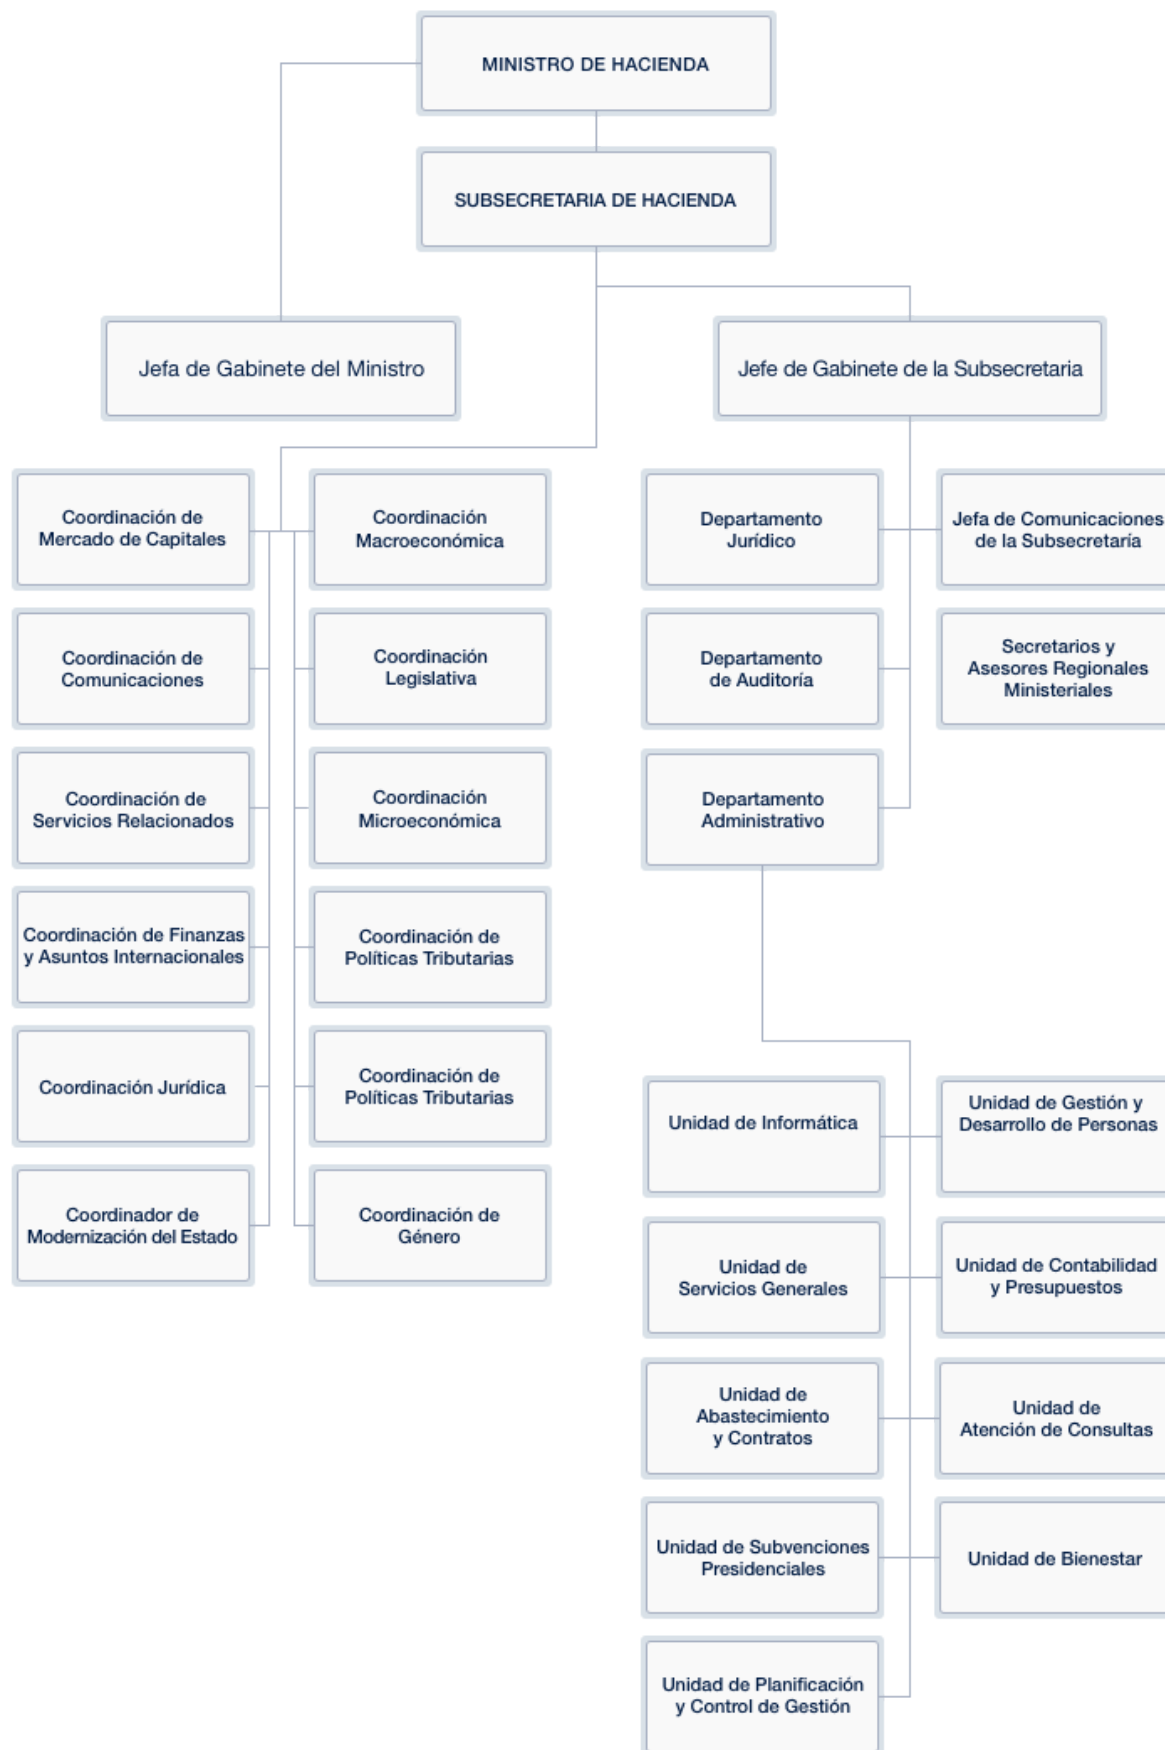 MINISTRO DE HACIENDA
SUBSECRETARIA DE HACIENDA
Jefa de Gabinete del Ministro
Jefe de Gabinete de la Subsecretaria
Coordinación de
Mercado de Capitales
Coordinación
Macroeconómica
Departamento
Jurídico
Jefa de Comunicaciones
de la Subsecretaría
Coordinación de
Comunicaciones
Coordinación
Legislativa
Departamento
de Auditoría
Secretarios y
Asesores Regionales
Ministeriales
Coordinación de
Servicios Relacionados
Coordinación
Microeconómica
Departamento
Administrativo
Coordinación de Finanzas
y Asuntos Internacionales
Coordinación de
Políticas Tributarias
Coordinación Jurídica
Coordinación de
Políticas Tributarias
Coordinador de
Modernización del Estado
Coordinación de
Género
Unidad de Informática
Unidad de Gestión y
Desarrollo de Personas
Unidad de
Servicios Generales
Unidad de Contabilidad
y Presupuestos
Unidad de
Abastecimiento
y Contratos
Unidad de
Atención de Consultas
Unidad de Subvenciones
Presidenciales
Unidad de Bienestar
Unidad de Planificación
y Control de Gestión